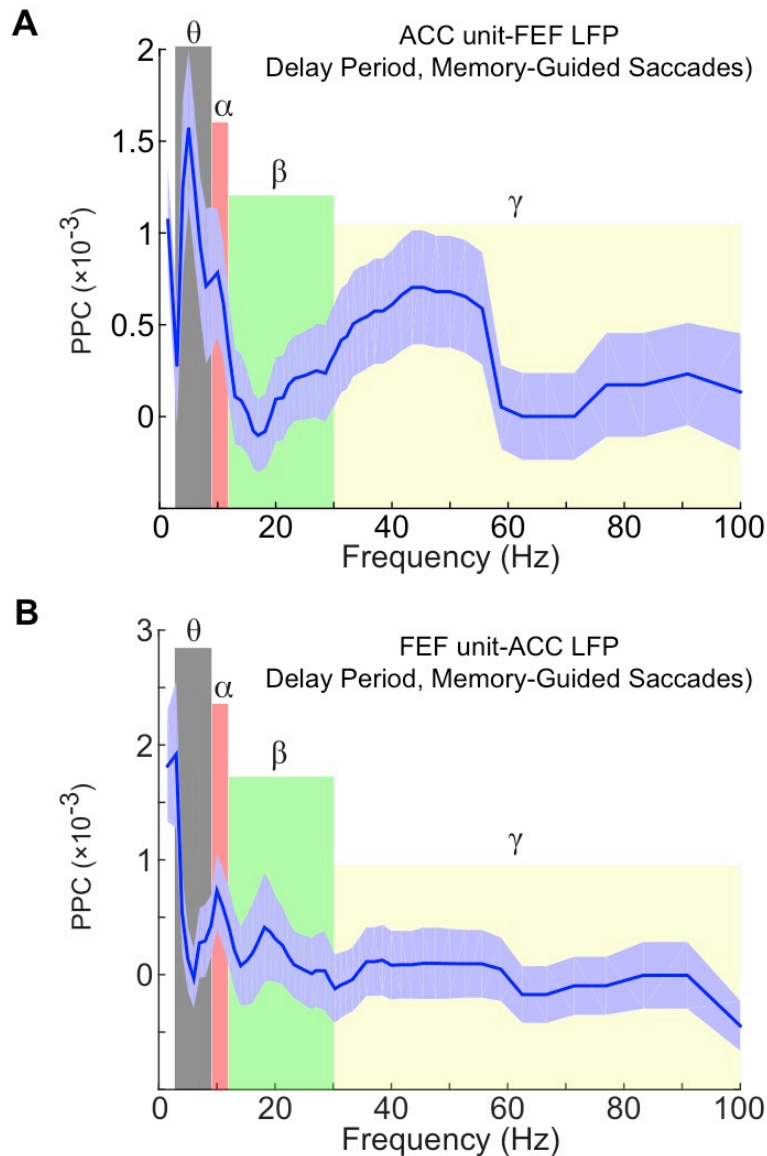 A
θ
ACC unit-FEF LFP
Delay Period, Memory-Guided Saccades)
α
β
γ
2
1.5
1
0.5
0
PPC (×10⁻³)
0 20 40 60 80 100
Frequency (Hz)
B
θ
FEF unit-ACC LFP
Delay Period, Memory-Guided Saccades)
α
β
γ
3
2
1
0
PPC (×10⁻³)
0 20 40 60 80 100
Frequency (Hz)